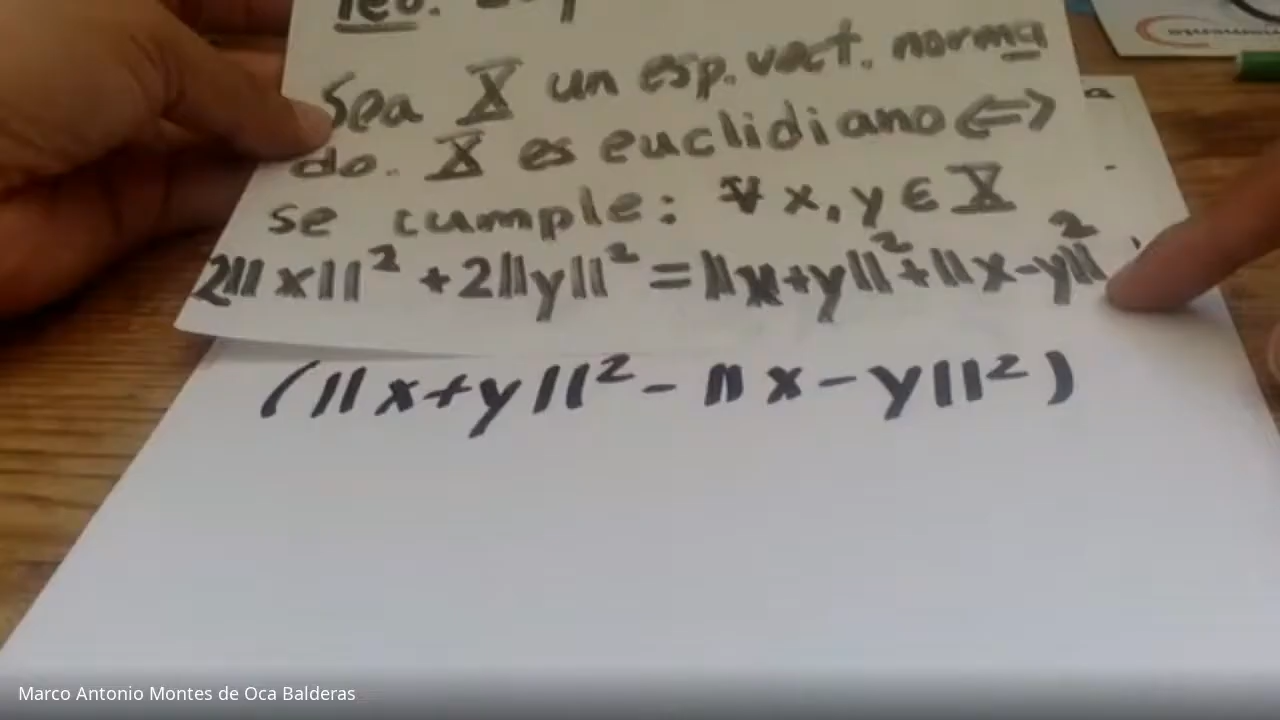 Teo.
Sea X un esp. vect. norma
do. X es euclidiano <=>
se cumple: ∀ x, y ∈ X
2||x||² + 2||y||² = ||x+y||² + ||x-y||²
(||x+y||² - ||x-y||²)
Marco Antonio Montes de Oca Balderas